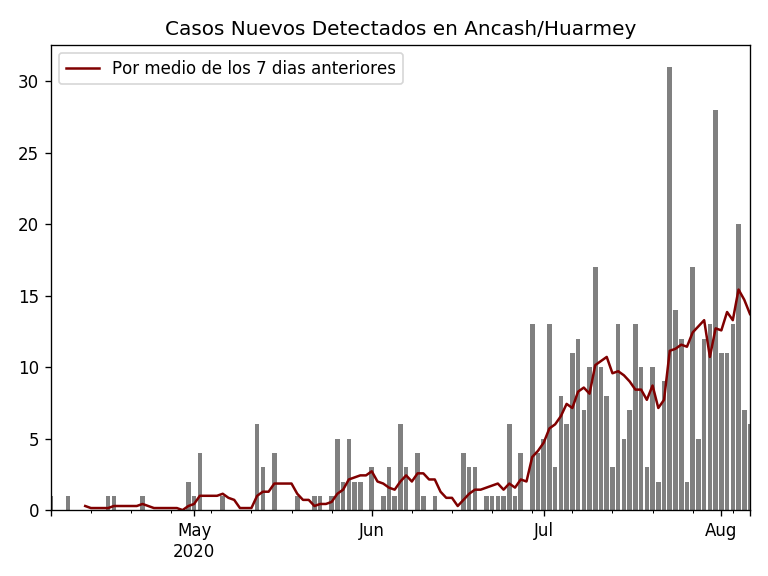 Casos Nuevos Detectados en Ancash/Huarmey
Por medio de los 7 dias anteriores
30
25
20
15
10
5
0
May
2020
Jun
Jul
Aug